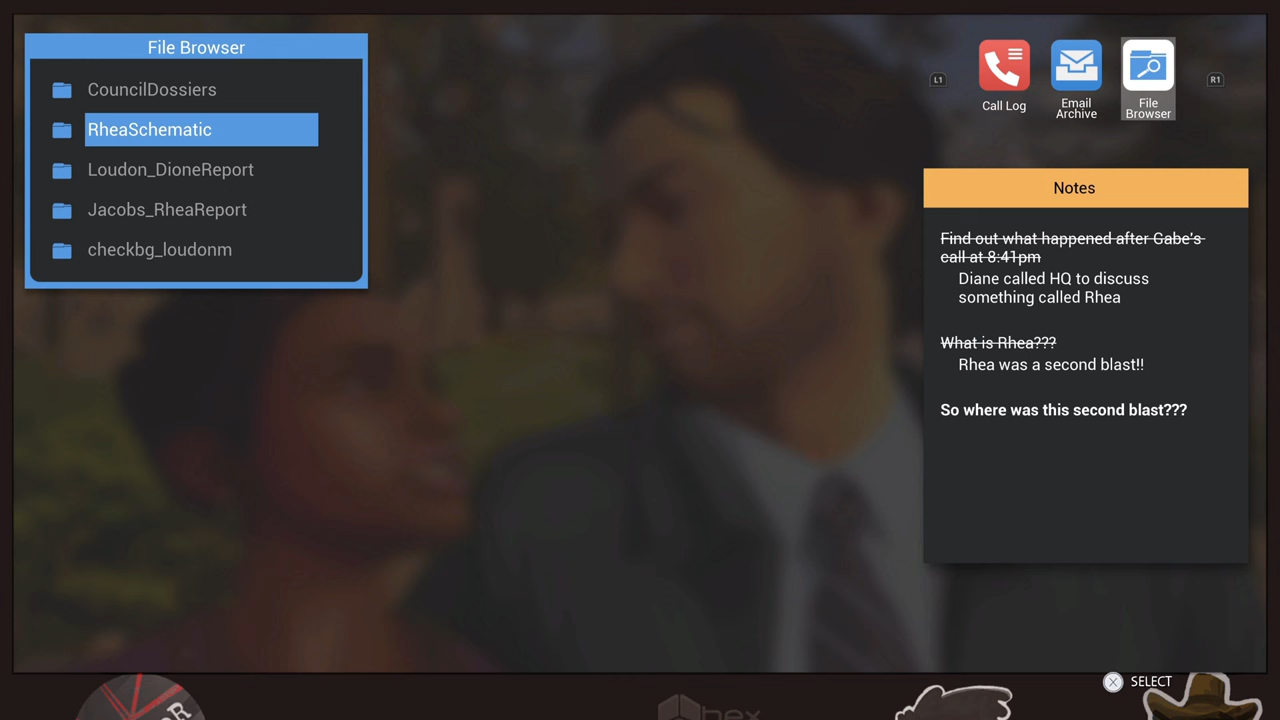 File Browser
CouncilDossiers
RheaSchematic
Loudon_DioneReport
Jacobs_RheaReport
checkbg_loudonm
L1
Call Log
Email
Archive
File
Browser
R1
Notes
Find out what happened after Gabe's
call at 8:41pm
Diane called HQ to discuss
something called Rhea
What is Rhea???
Rhea was a second blast!!
So where was this second blast???
SELECT
hex